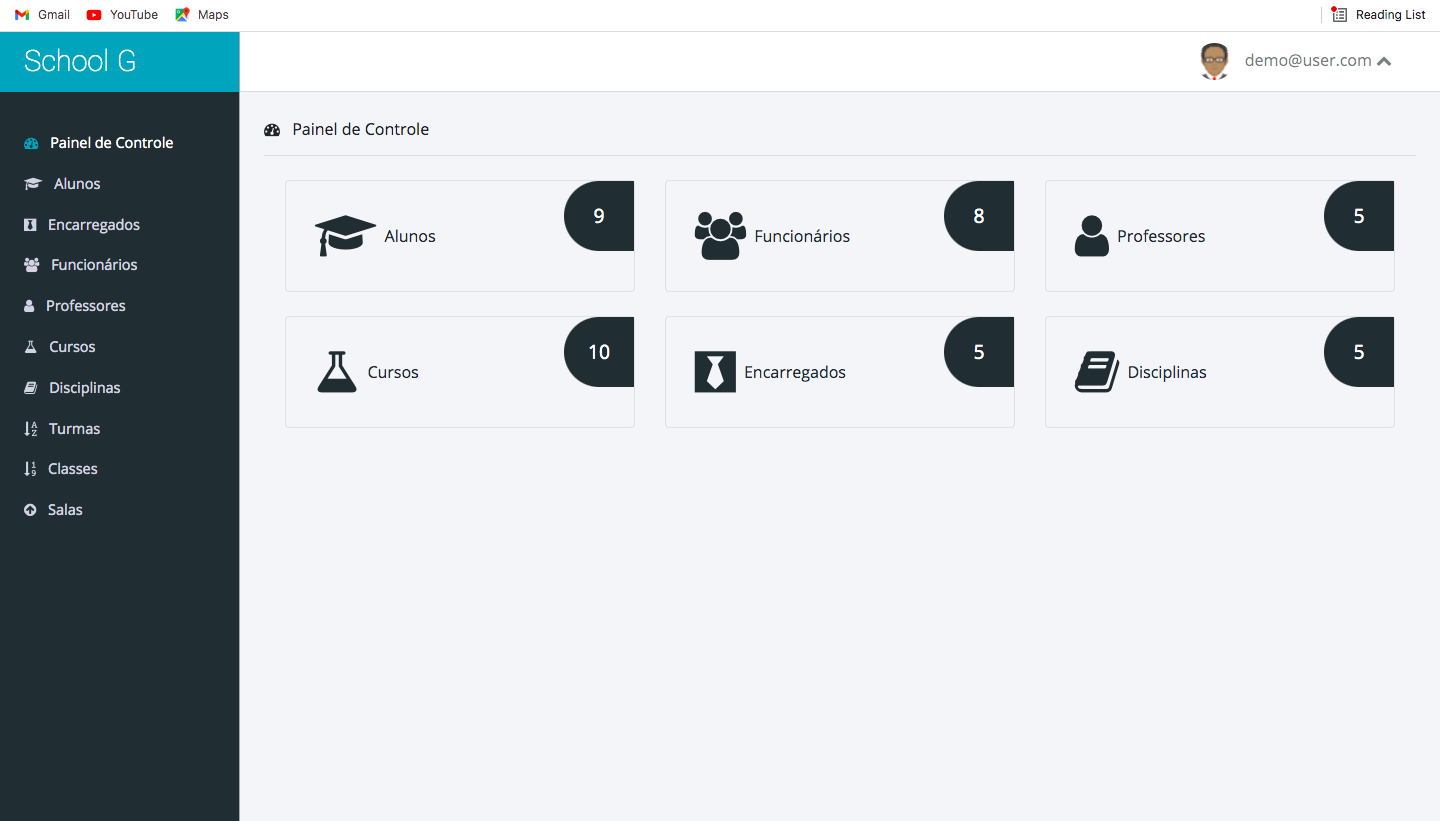 Gmail YouTube Maps Reading List
School G
demo@user.com
Painel de Controle
Alunos
Encarregados
Funcionários
Professores
Cursos
Disciplinas
Turmas
Classes
Salas
Painel de Controle
Alunos 9
Funcionários 8
Professores 5
Cursos 10
Encarregados 5
Disciplinas 5